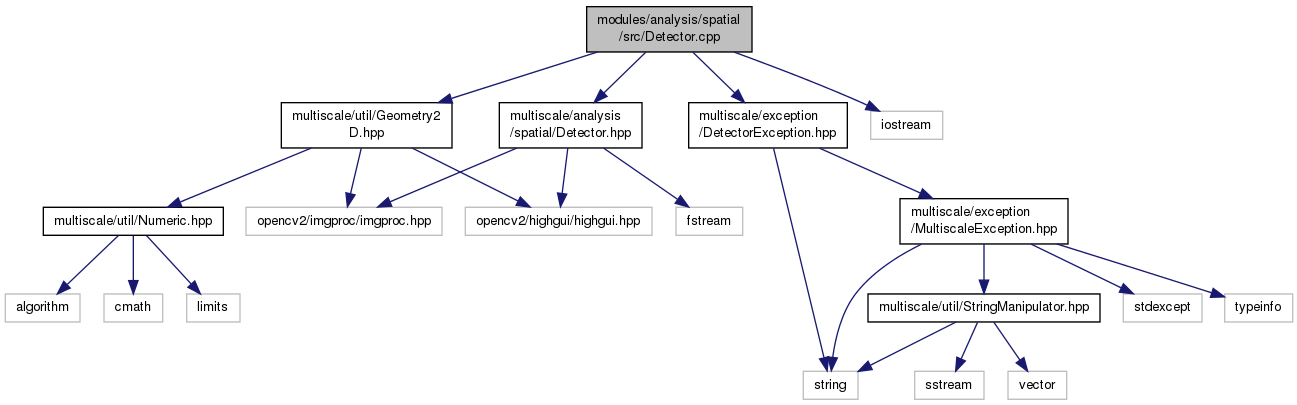 modules/analysis/spatial
/src/Detector.cpp
multiscale/util/Geometry2
D.hpp
multiscale/analysis
/spatial/Detector.hpp
multiscale/exception
/DetectorException.hpp
iostream
multiscale/util/Numeric.hpp
opencv2/imgproc/imgproc.hpp
opencv2/highgui/highgui.hpp
fstream
multiscale/exception
/MultiscaleException.hpp
algorithm
cmath
limits
multiscale/util/StringManipulator.hpp
stdexcept
typeinfo
string
sstream
vector